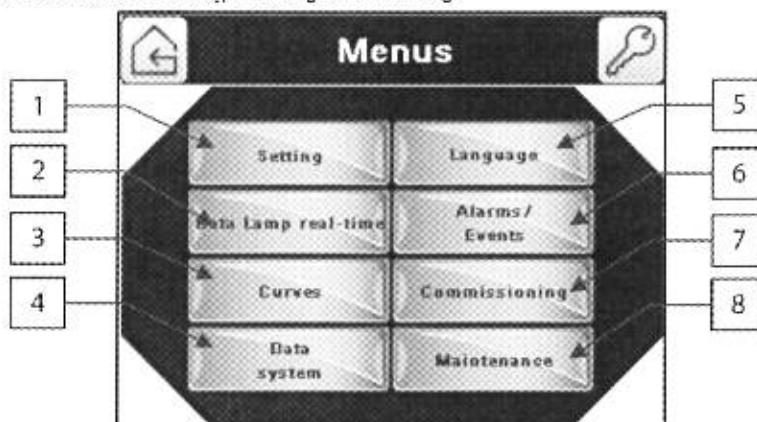 Menus
1
Setting
Language
5
2
Data Lamp real-time
Alarms/
Events
6
3
Curves
Commissioning
7
4
Data
system
Maintenance
8